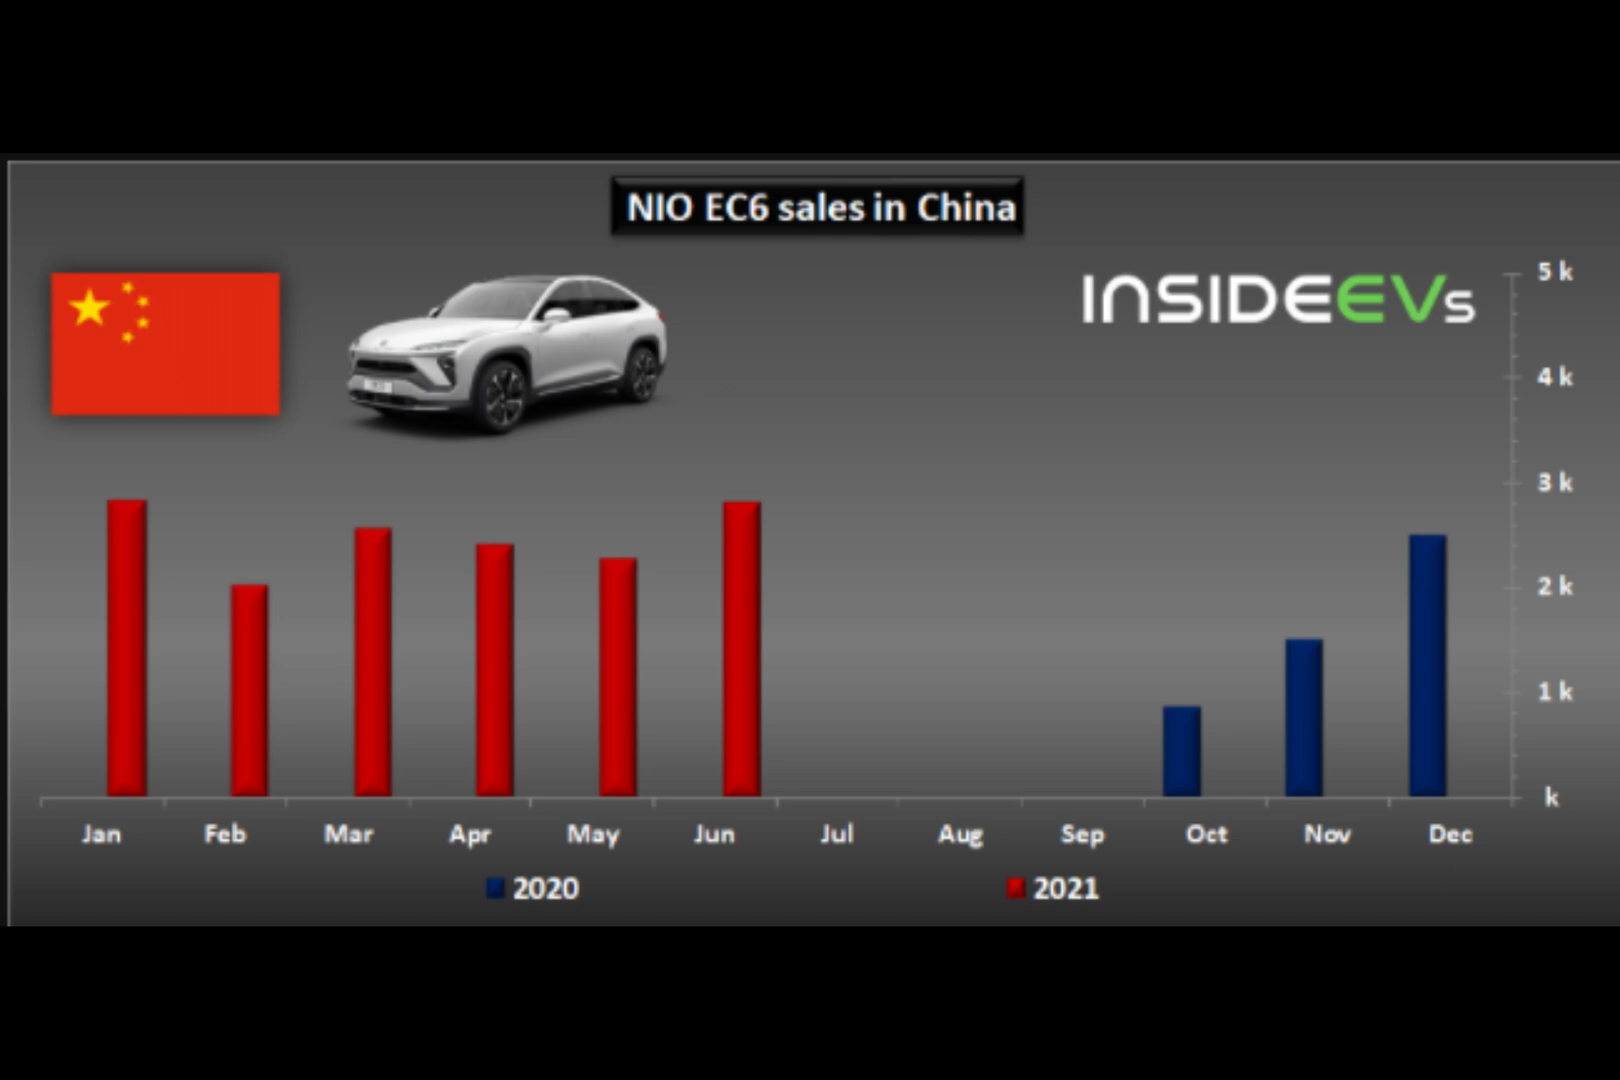 NIO EC6 sales in China
INSIDEEVs
5 k
4 k
3 k
2 k
1 k
k
Jan Feb Mar Apr May Jun Jul Aug Sep Oct Nov Dec
2020 2021